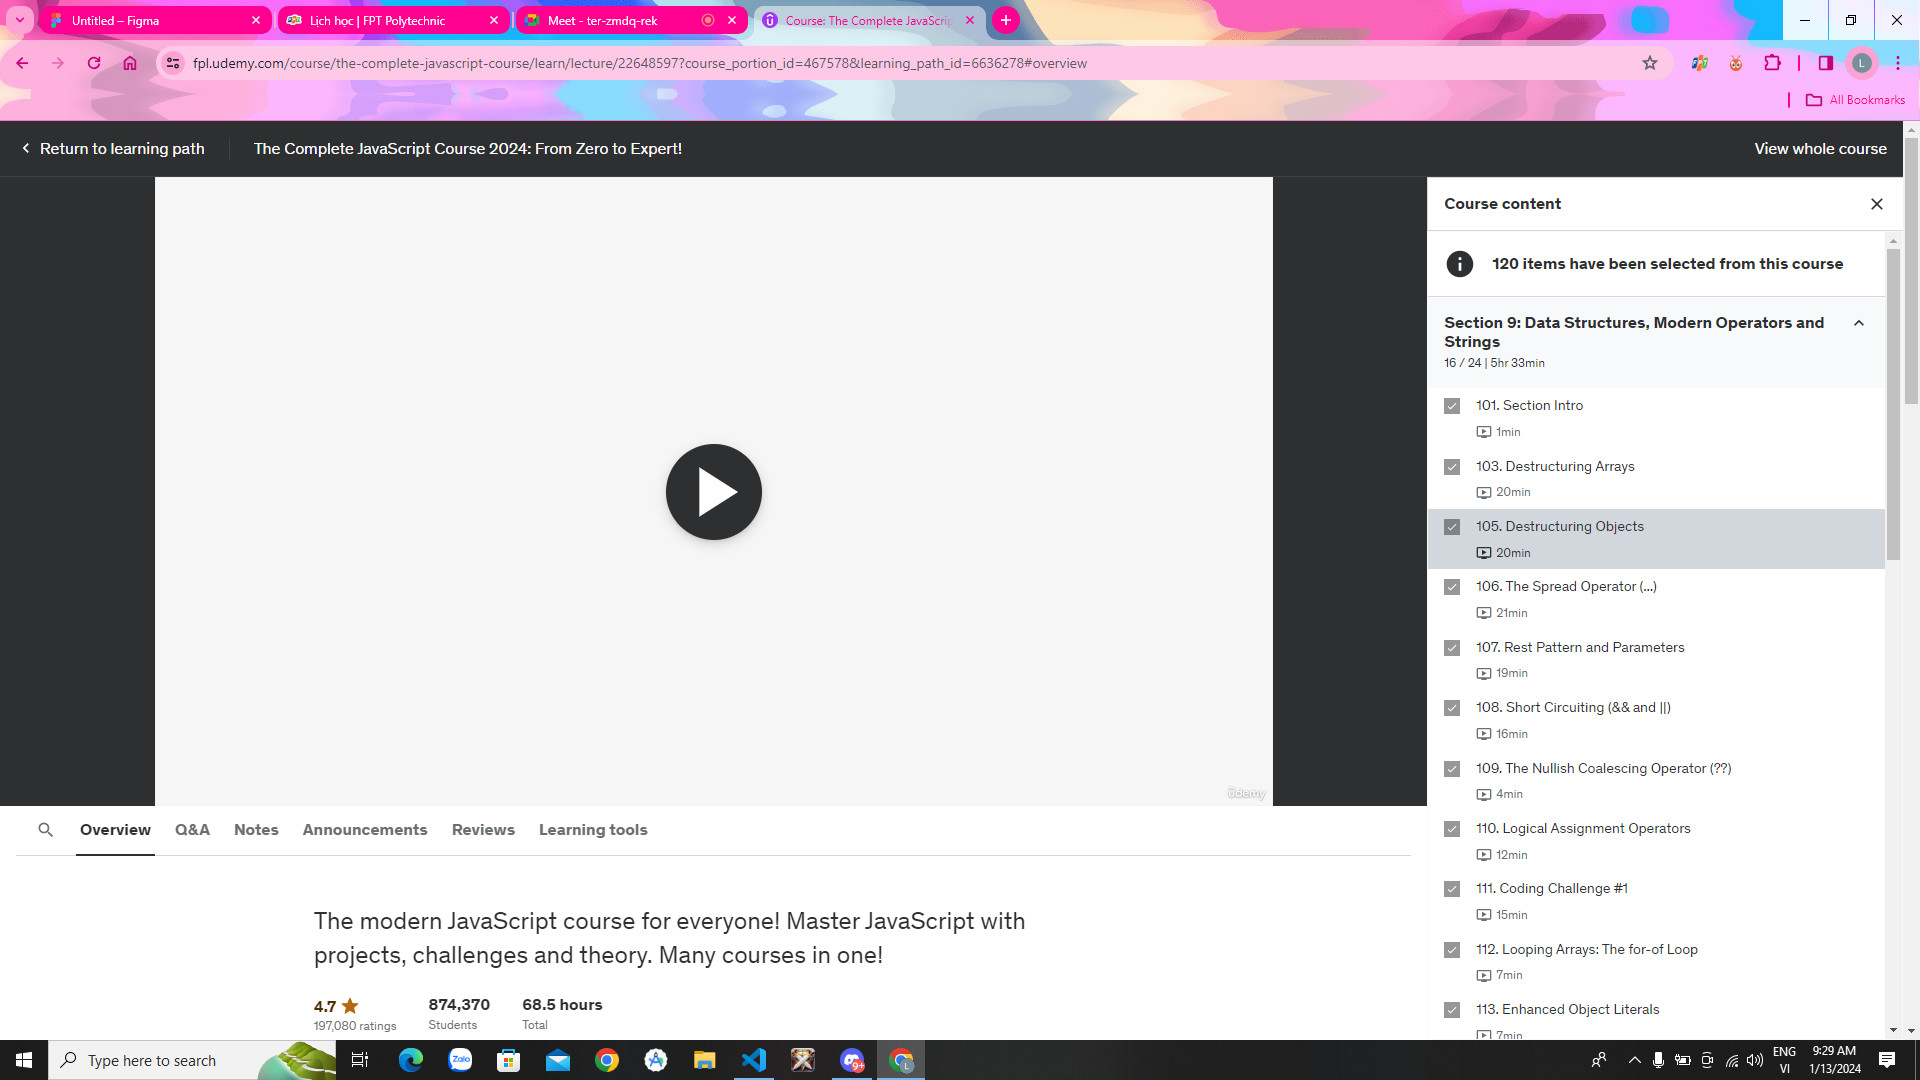 Untitled – Figma
Lịch học | FPT Polytechnic
Meet - ter-zmdq-rek
Course: The Complete JavaScrip
fpl.udemy.com/course/the-complete-javascript-course/learn/lecture/22648597?course_portion_id=467578&learning_path_id=6636278#overview
L
All Bookmarks
Return to learning path
The Complete JavaScript Course 2024: From Zero to Expert!
View whole course
Course content
120 items have been selected from this course
Section 9: Data Structures, Modern Operators and
Strings
16 / 24 | 5hr 33min
101. Section Intro
1min
103. Destructuring Arrays
20min
105. Destructuring Objects
20min
106. The Spread Operator (...)
21min
107. Rest Pattern and Parameters
19min
108. Short Circuiting (&& and ||)
16min
109. The Nullish Coalescing Operator (??)
4min
110. Logical Assignment Operators
12min
111. Coding Challenge #1
15min
112. Looping Arrays: The for-of Loop
7min
113. Enhanced Object Literals
7min
udemy
Overview
Q&A
Notes
Announcements
Reviews
Learning tools
The modern JavaScript course for everyone! Master JavaScript with
projects, challenges and theory. Many courses in one!
4.7
197,080 ratings
874,370
Students
68.5 hours
Total
Type here to search
Zalo
9+
L
ENG
VI
9:29 AM
1/13/2024